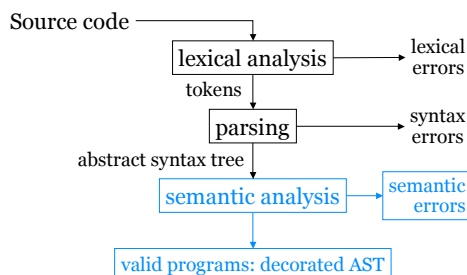 Source code
lexical analysis
lexical
errors
tokens
parsing
syntax
errors
abstract syntax tree
semantic analysis
semantic
errors
valid programs: decorated AST